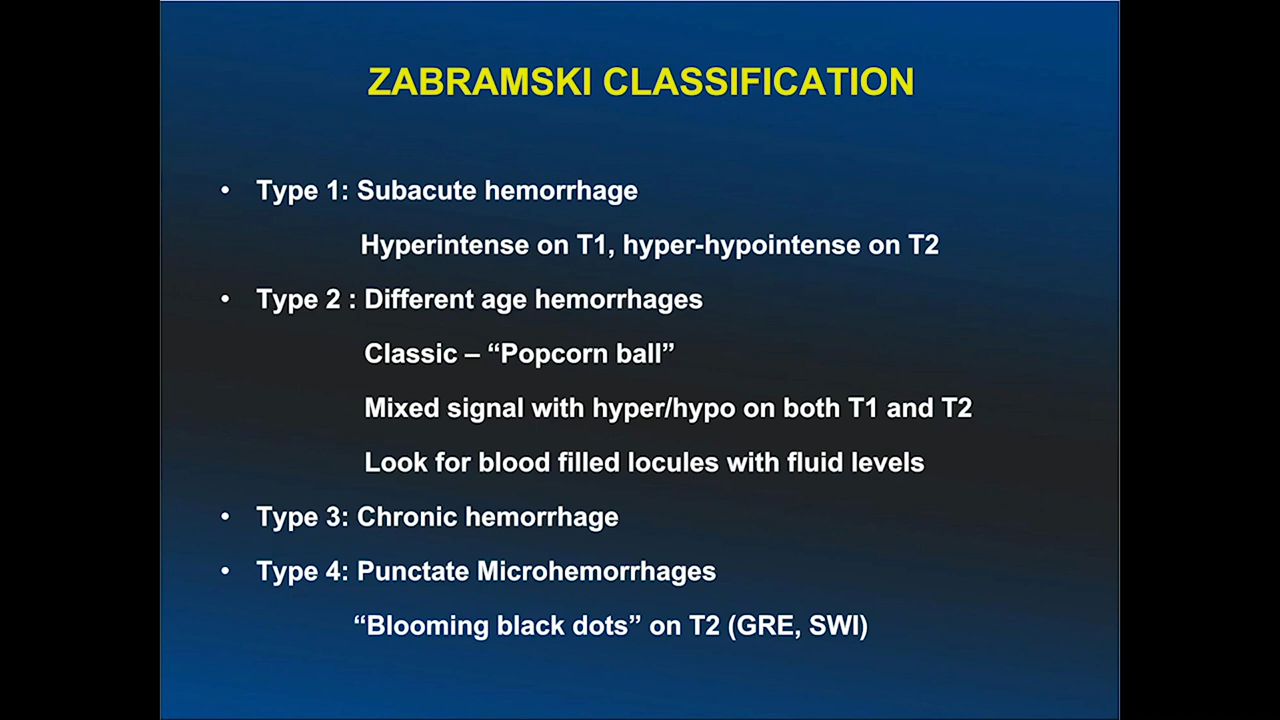 ZABRAMSKI CLASSIFICATION
• Type 1: Subacute hemorrhage
Hyperintense on T1, hyper-hypointense on T2
• Type 2 : Different age hemorrhages
Classic – “Popcorn ball”
Mixed signal with hyper/hypo on both T1 and T2
Look for blood filled locules with fluid levels
• Type 3: Chronic hemorrhage
• Type 4: Punctate Microhemorrhages
“Blooming black dots” on T2 (GRE, SWI)